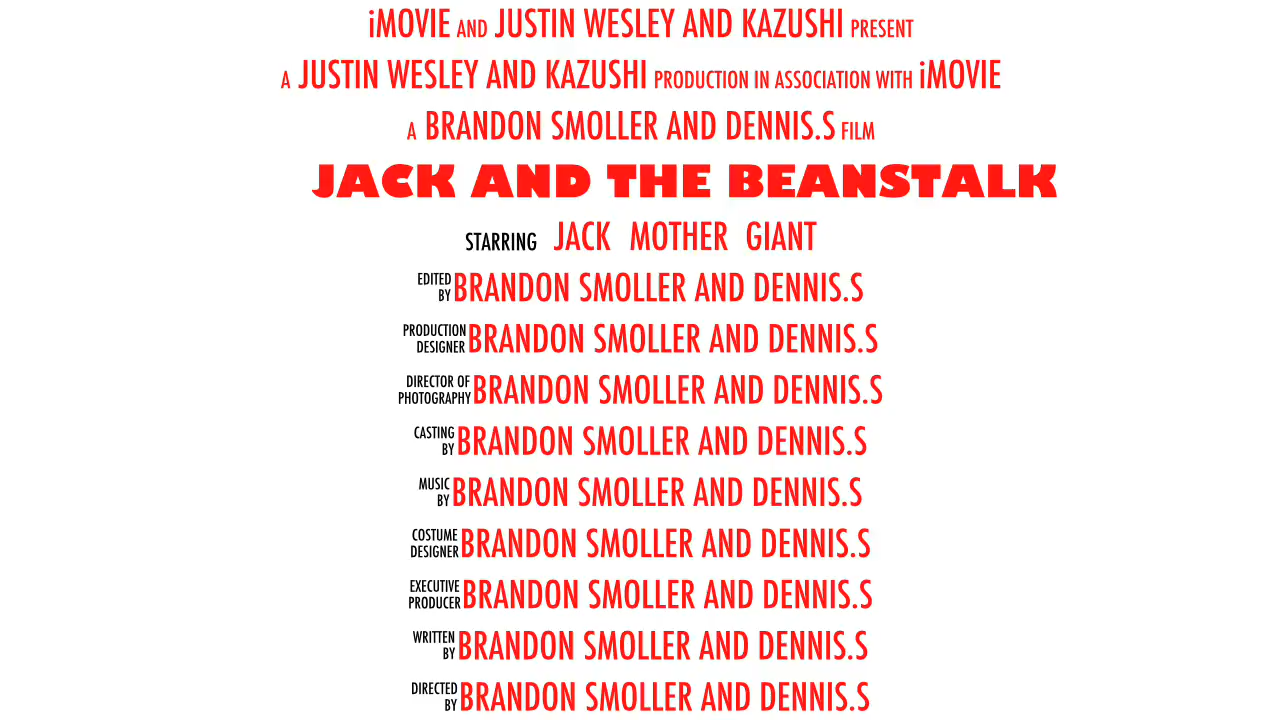 iMOVIE AND JUSTIN WESLEY AND KAZUSHI PRESENT
A JUSTIN WESLEY AND KAZUSHI PRODUCTION IN ASSOCIATION WITH iMOVIE
A BRANDON SMOLLER AND DENNIS.S FILM
JACK AND THE BEANSTALK
STARRING JACK MOTHER GIANT
EDITED BY BRANDON SMOLLER AND DENNIS.S
PRODUCTION DESIGNER BRANDON SMOLLER AND DENNIS.S
DIRECTOR OF PHOTOGRAPHY BRANDON SMOLLER AND DENNIS.S
CASTING BY BRANDON SMOLLER AND DENNIS.S
MUSIC BY BRANDON SMOLLER AND DENNIS.S
COSTUME DESIGNER BRANDON SMOLLER AND DENNIS.S
EXECUTIVE PRODUCER BRANDON SMOLLER AND DENNIS.S
WRITTEN BY BRANDON SMOLLER AND DENNIS.S
DIRECTED BY BRANDON SMOLLER AND DENNIS.S